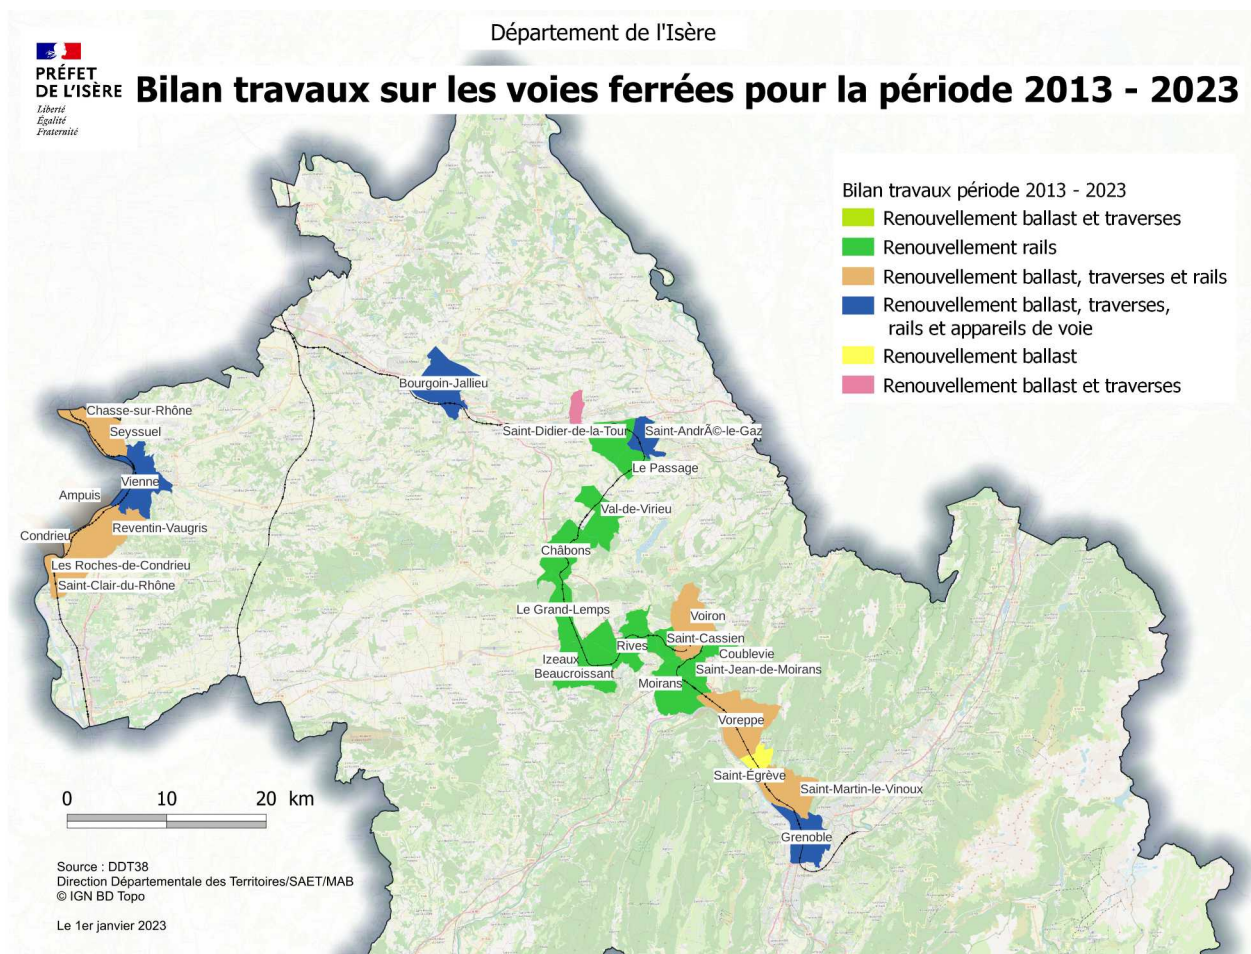 Département de l'Isère
PRÉFET
DE L'ISÈRE
Liberté
Égalité
Fraternité
Bilan travaux sur les voies ferrées pour la période 2013 - 2023
Bilan travaux période 2013 - 2023
Renouvellement ballast et traverses
Renouvellement rails
Renouvellement ballast, traverses et rails
Renouvellement ballast, traverses,
rails et appareils de voie
Renouvellement ballast
Renouvellement ballast et traverses
Bourgoin-Jallieu
Chasse-sur-Rhône
Seyssuel
Saint-Didier-de-la-Tour
Saint-AndrÃ©-le-Gaz
Le Passage
Vienne
Ampuis
Val-de-Virieu
Reventin-Vaugris
Condrieu
Châbons
Les Roches-de-Condrieu
Saint-Clair-du-Rhône
Le Grand-Lemps
Voiron
Saint-Cassien
Rives
Coublevie
Izeaux
Saint-Jean-de-Moirans
Beaucroissant
Moirans
Voreppe
Saint-Égrève
Saint-Martin-le-Vinoux
Grenoble
0 10 20 km
Source : DDT38
Direction Départementale des Territoires/SAET/MAB
© IGN BD Topo
Le 1er janvier 2023